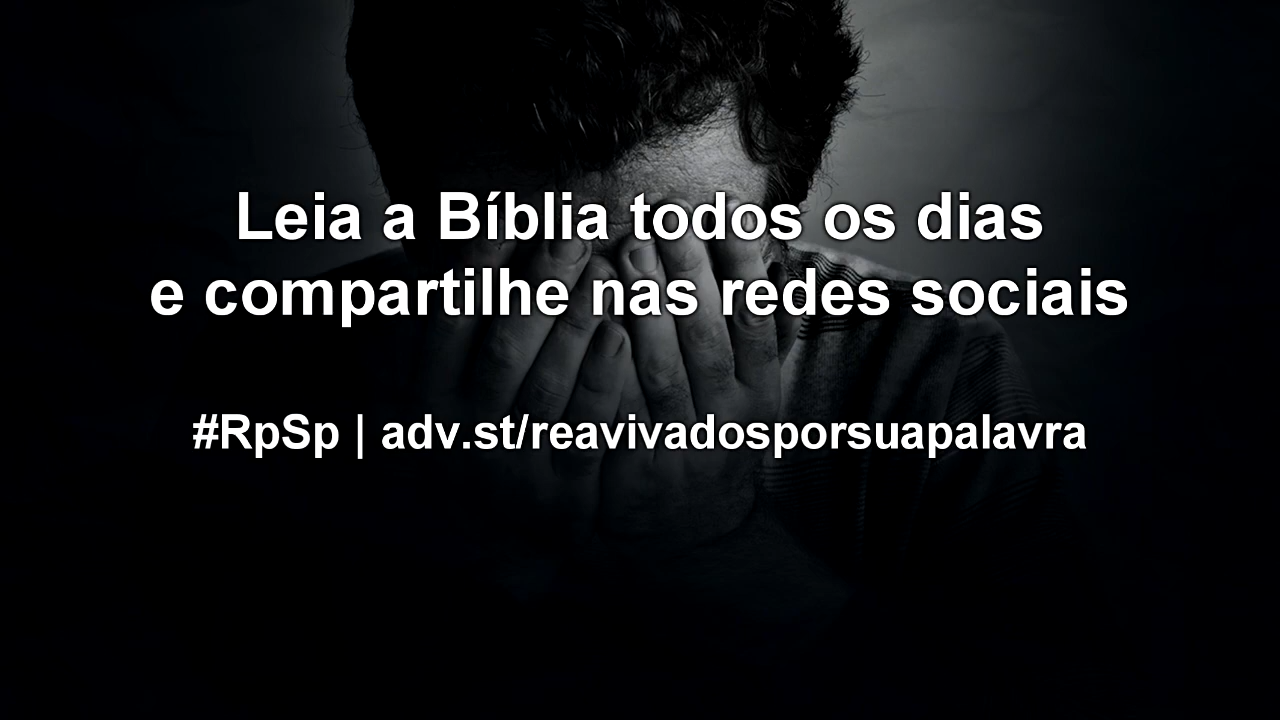 Leia a Bíblia todos os dias
e compartilhe nas redes sociais
#RpSp | adv.st/reavivadosporsuapalavra